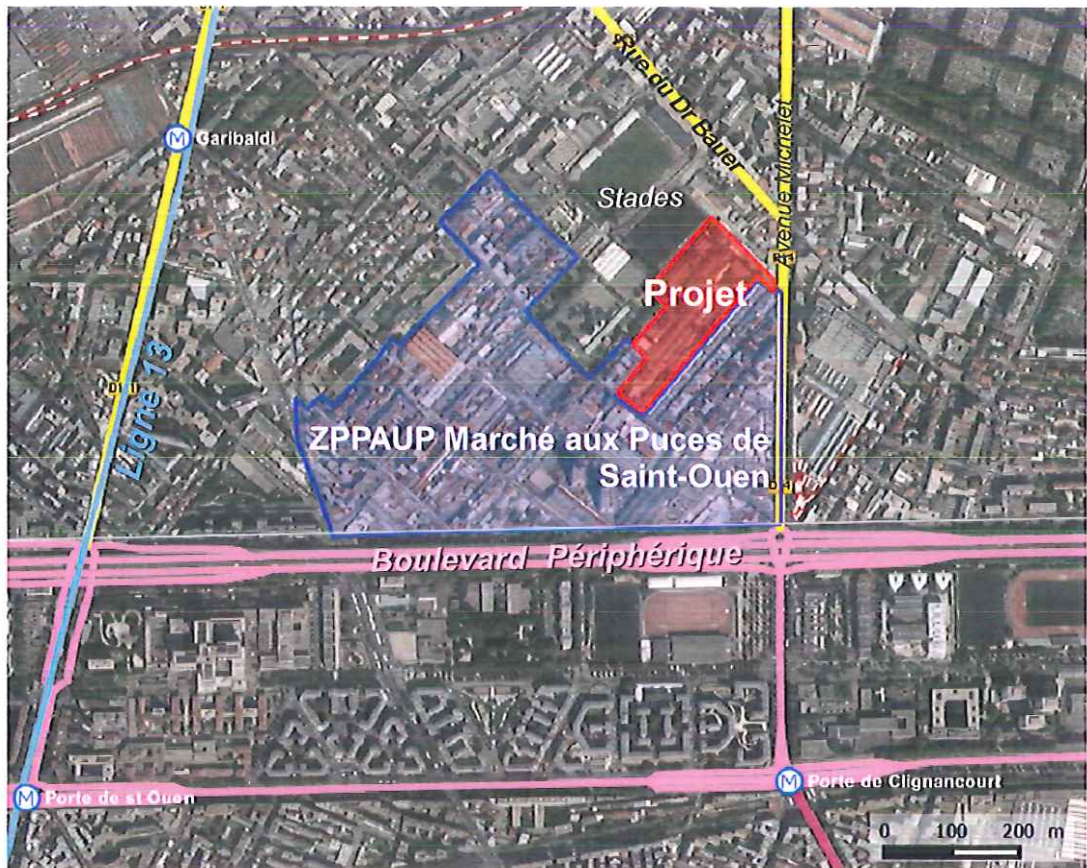 Rue du Dr Bauer
Avenue Michelet
M Garibaldi
Stades
Projet
Ligne 13
ZPPAUP Marché aux Puces de
Saint-Ouen
Boulevard Périphérique
M Porte de st Ouen
M Porte de Clignancourt
0 100 200 m